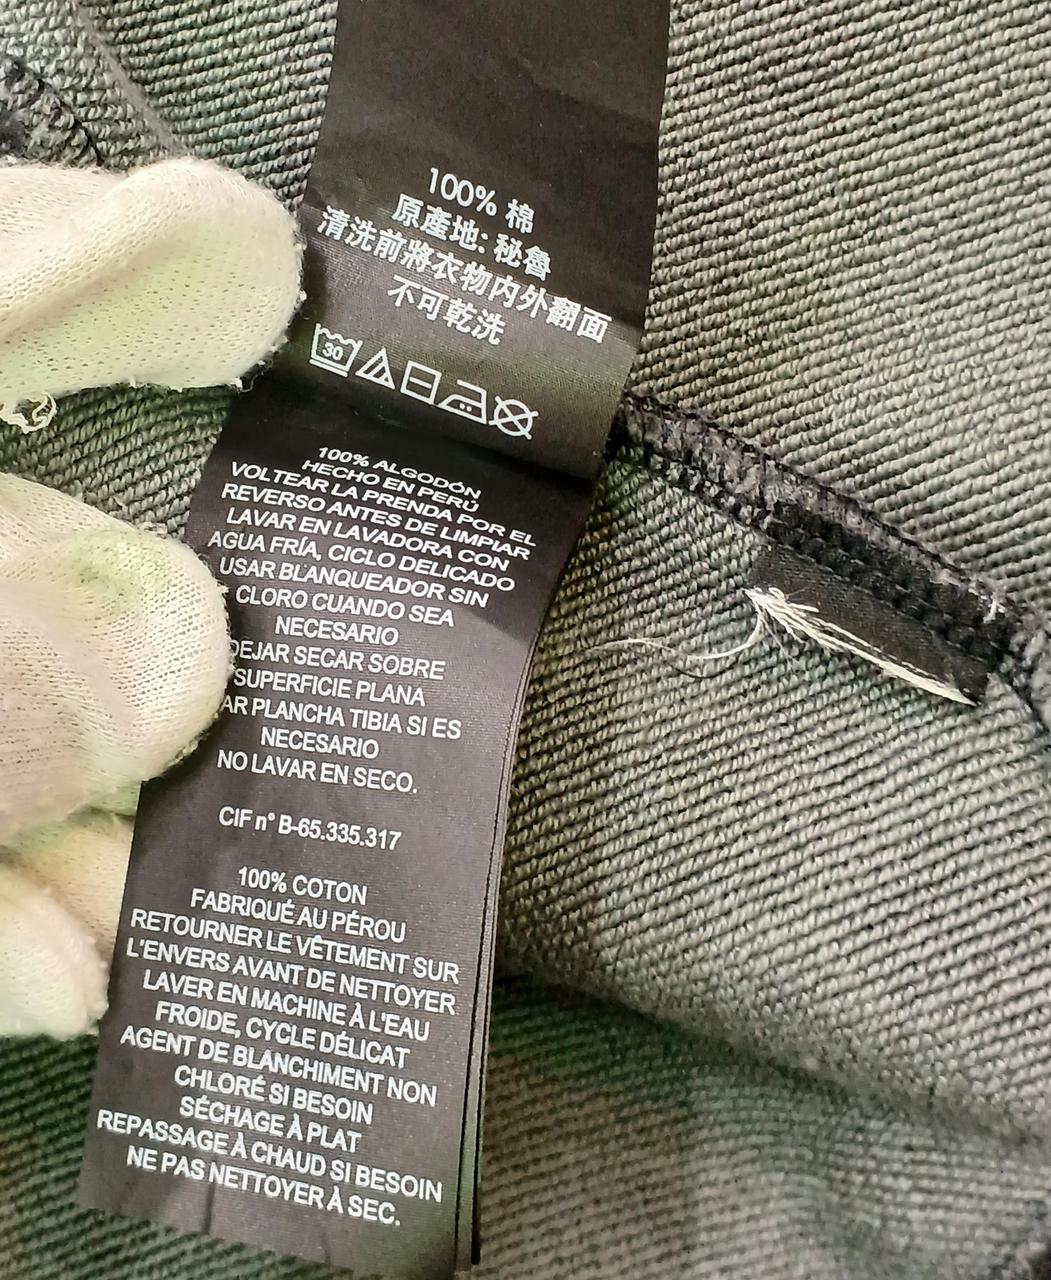 100% 棉
原產地: 秘魯
清洗前將衣物內外翻面
不可乾洗
30
100% ALGODÓN
HECHO EN PERÚ
VOLTEAR LA PRENDA POR EL
REVERSO ANTES DE LIMPIAR
LAVAR EN LAVADORA CON
AGUA FRÍA, CICLO DELICADO
USAR BLANQUEADOR SIN
CLORO CUANDO SEA
NECESARIO
DEJAR SECAR SOBRE
SUPERFICIE PLANA
AR PLANCHA TIBIA SI ES
NECESARIO
NO LAVAR EN SECO.
CIF n° B-65.335.317
100% COTON
FABRIQUÉ AU PÉROU
RETOURNER LE VÊTEMENT SUR
L'ENVERS AVANT DE NETTOYER
LAVER EN MACHINE À L'EAU
FROIDE, CYCLE DÉLICAT
AGENT DE BLANCHIMENT NON
CHLORÉ SI BESOIN
SÉCHAGE À PLAT
REPASSAGE À CHAUD SI BESOIN
NE PAS NETTOYER À SEC.